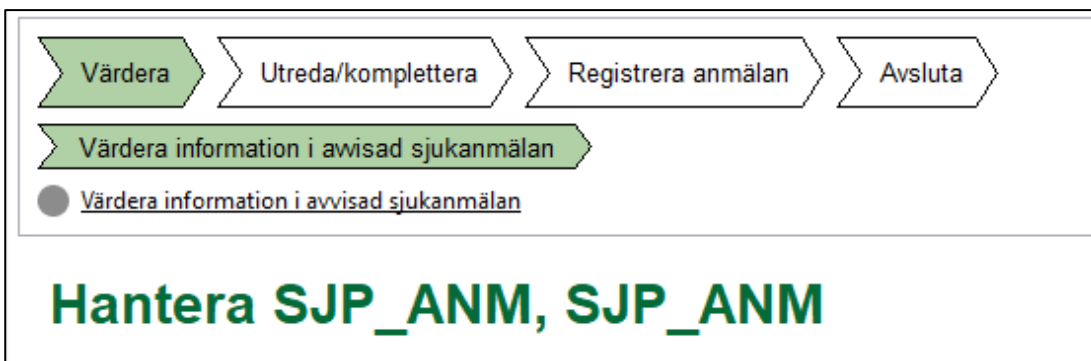 Värdera Utreda/komplettera Registrera anmälan Avsluta
Värdera information i avvisad sjukanmälan
Värdera information i avvisad sjukanmälan
Hantera SJP_ANM, SJP_ANM